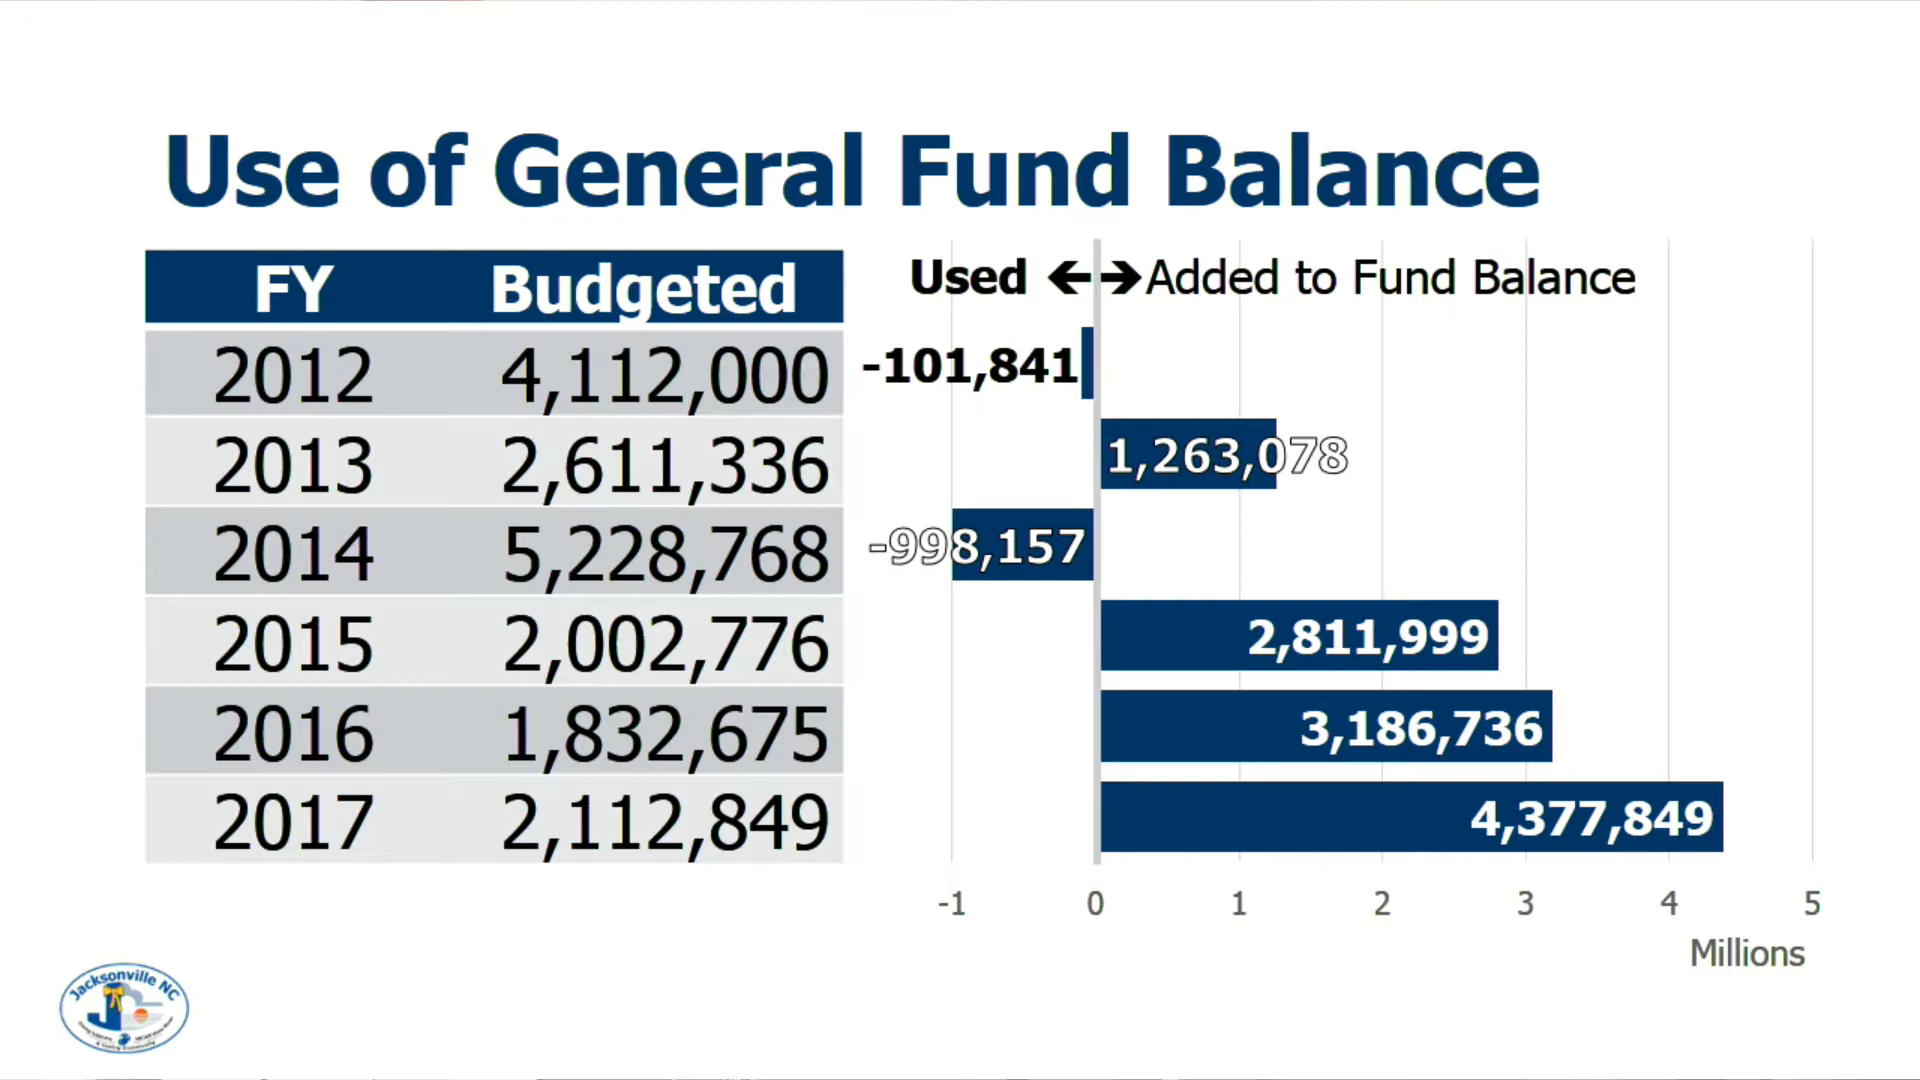 Use of General Fund Balance
FY Budgeted
Used ←→ Added to Fund Balance
2012 4,112,000 -101,841
2013 2,611,336 1,263,078
2014 5,228,768 -998,157
2015 2,002,776 2,811,999
2016 1,832,675 3,186,736
2017 2,112,849 4,377,849
-1 0 1 2 3 4 5
Millions
Jacksonville NC